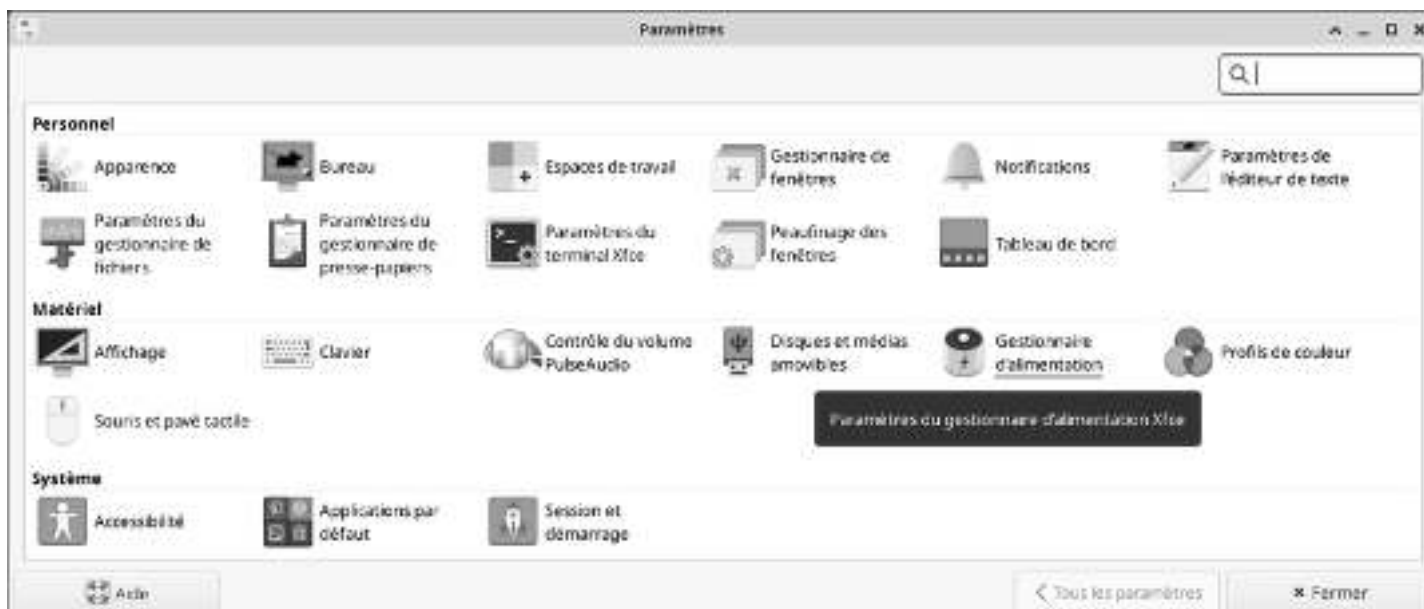 Paramètres
Personnel
Apparence
Bureau
Espaces de travail
Gestionnaire de
fenêtres
Notifications
Paramètres de
l'éditeur de texte
Paramètres du
gestionnaire de
fichiers
Paramètres du
gestionnaire de
presse-papiers
Paramètres du
terminal Xfce
Peaufinage des
fenêtres
Tableau de bord
Matériel
Affichage
Clavier
Contrôle du volume
PulseAudio
Disques et médias
amovibles
Gestionnaire
d'alimentation
Profils de couleur
Souris et pavé tactile
Paramètres du gestionnaire d'alimentation Xfce
Système
Accessibilité
Applications par
défaut
Session et
démarrage
Aide
Tous les paramètres
Fermer